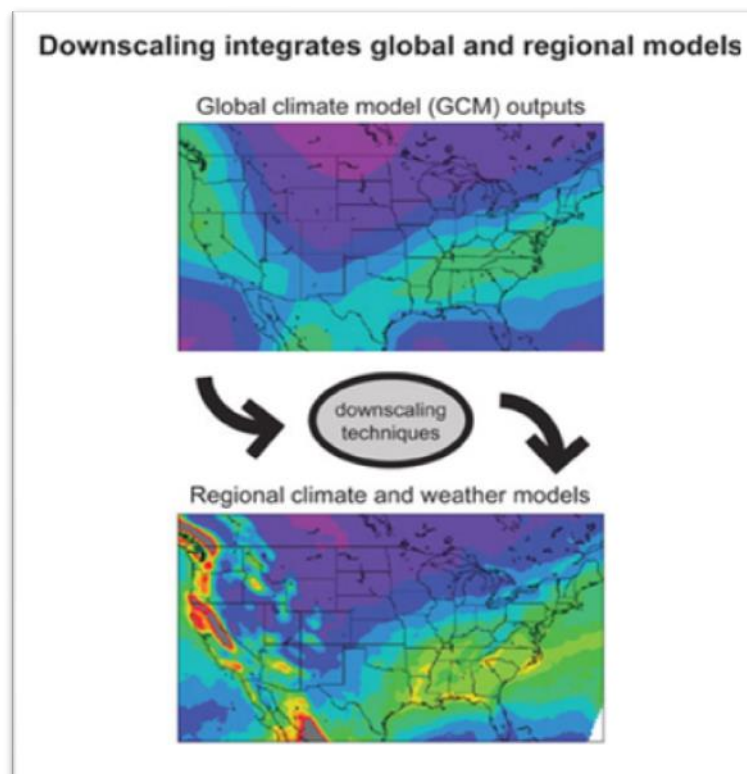 Downscaling integrates global and regional models
Global climate model (GCM) outputs
downscaling
techniques
Regional climate and weather models